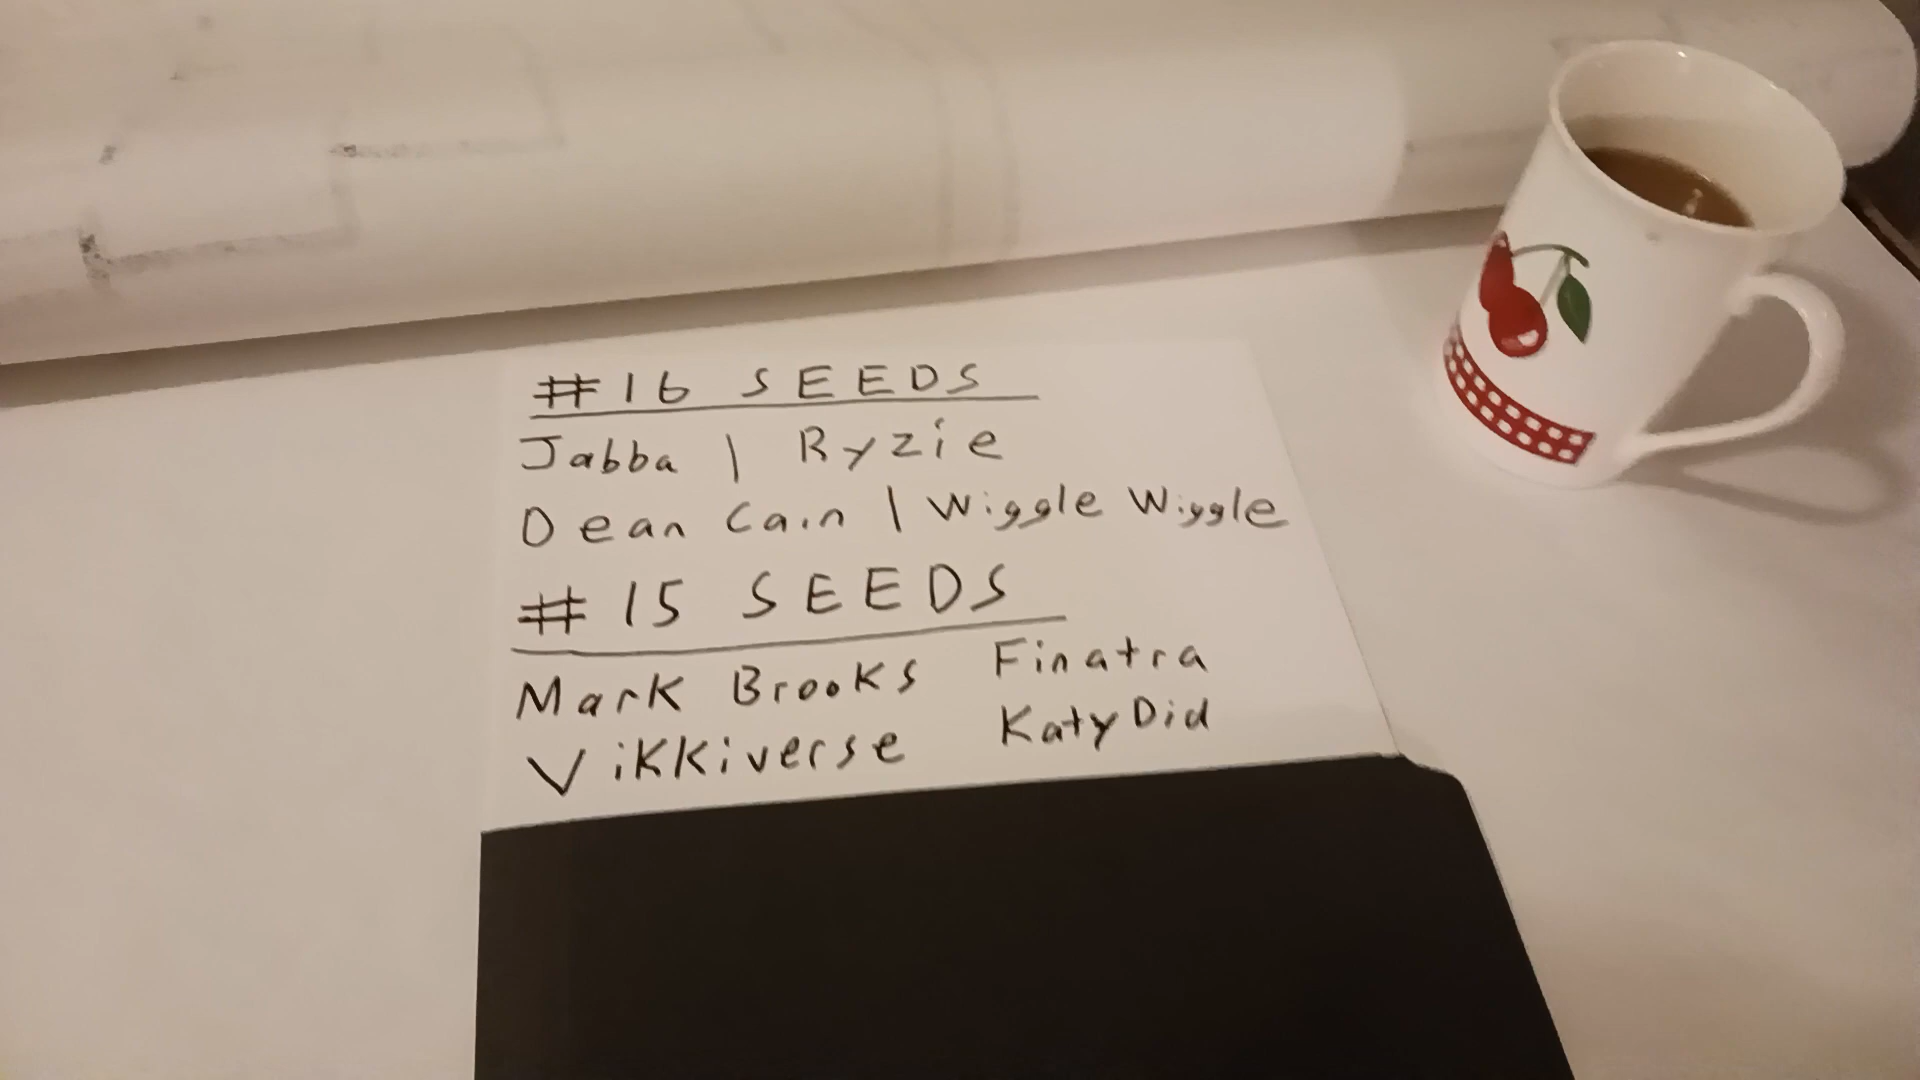 #16 SEEDS
Jabba | Ryzie
Dean Cain | Wiggle Wiggle
#15 SEEDS
Mark Brooks Finatra
Vikkiverse KatyDid